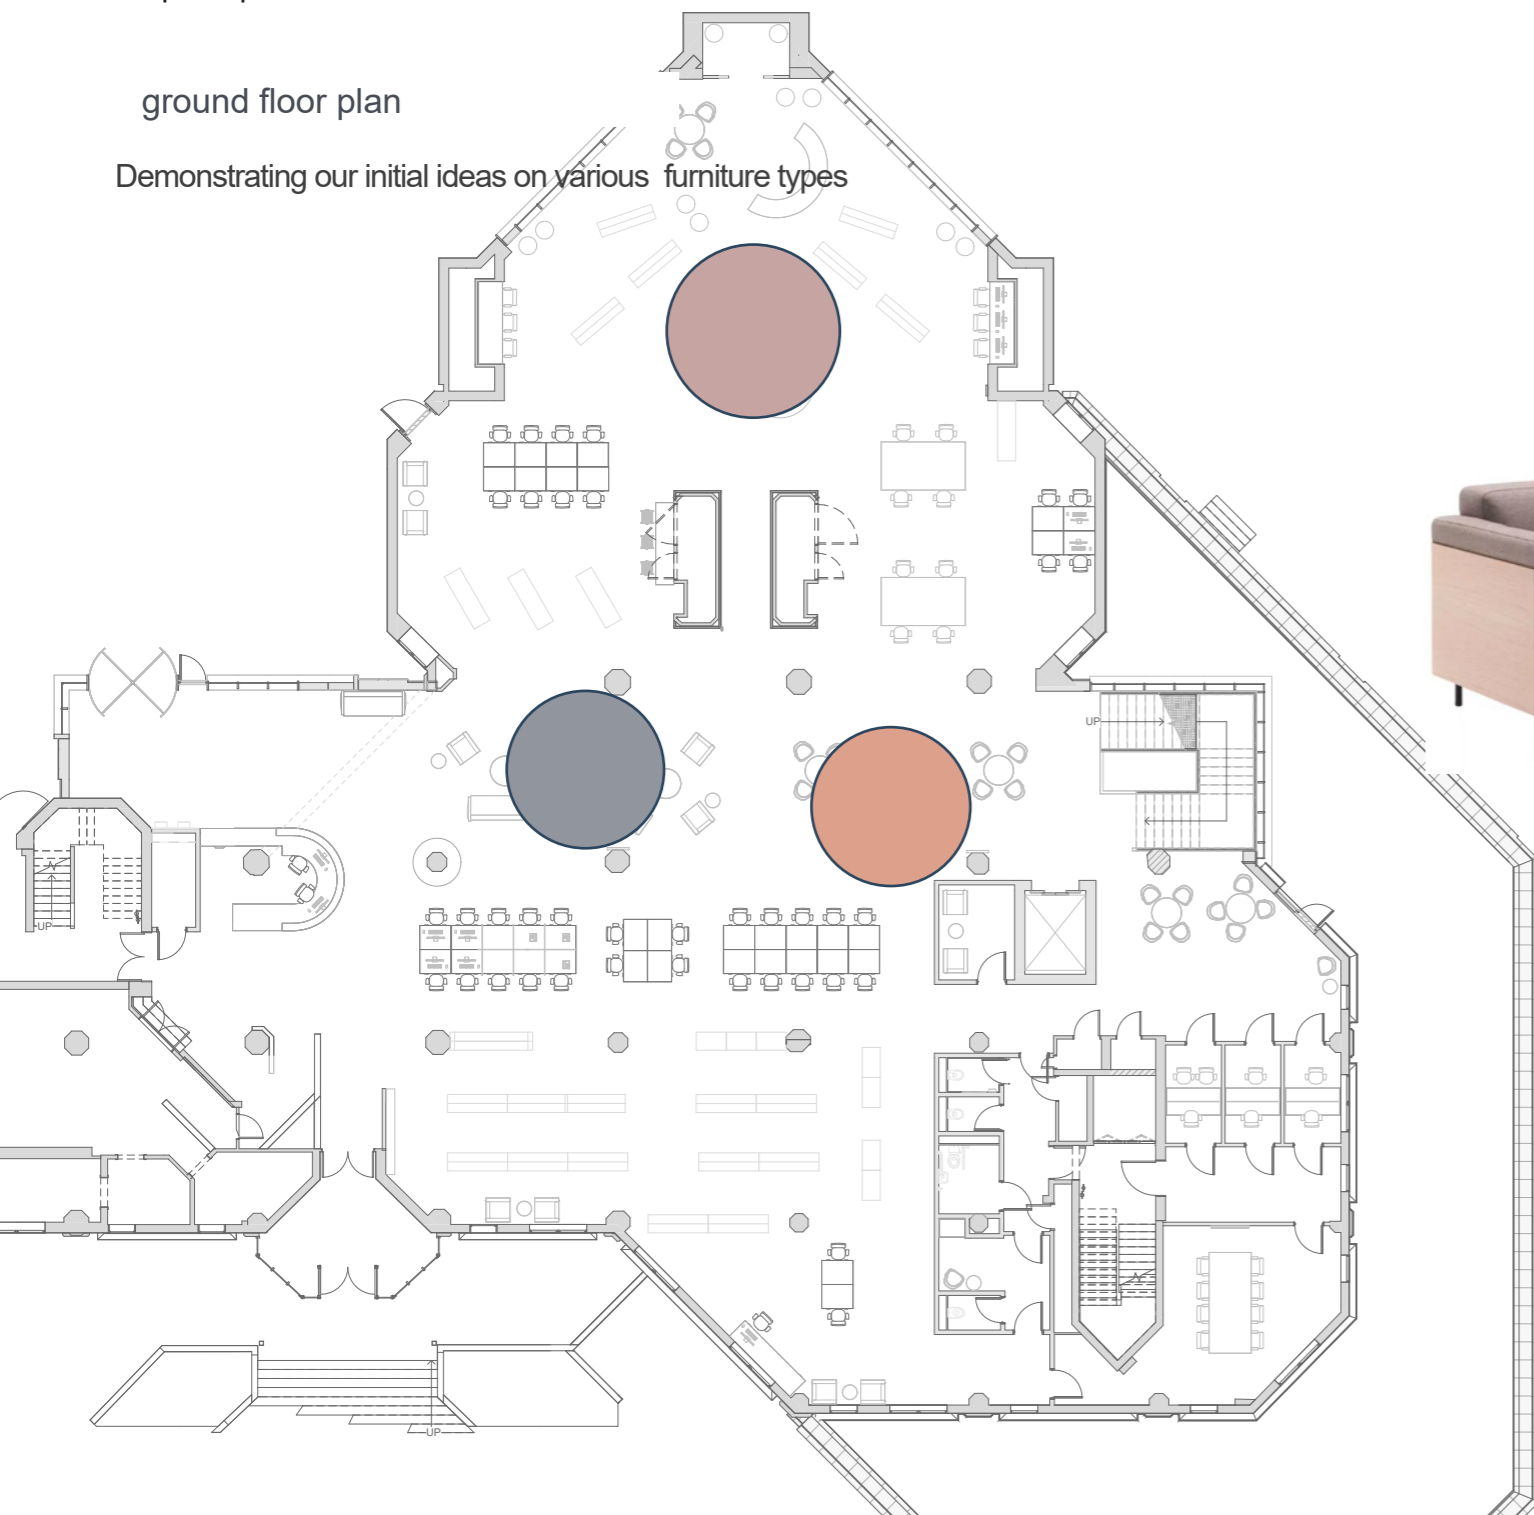 ground floor plan
Demonstrating our initial ideas on various furniture types
UP
UP
UP